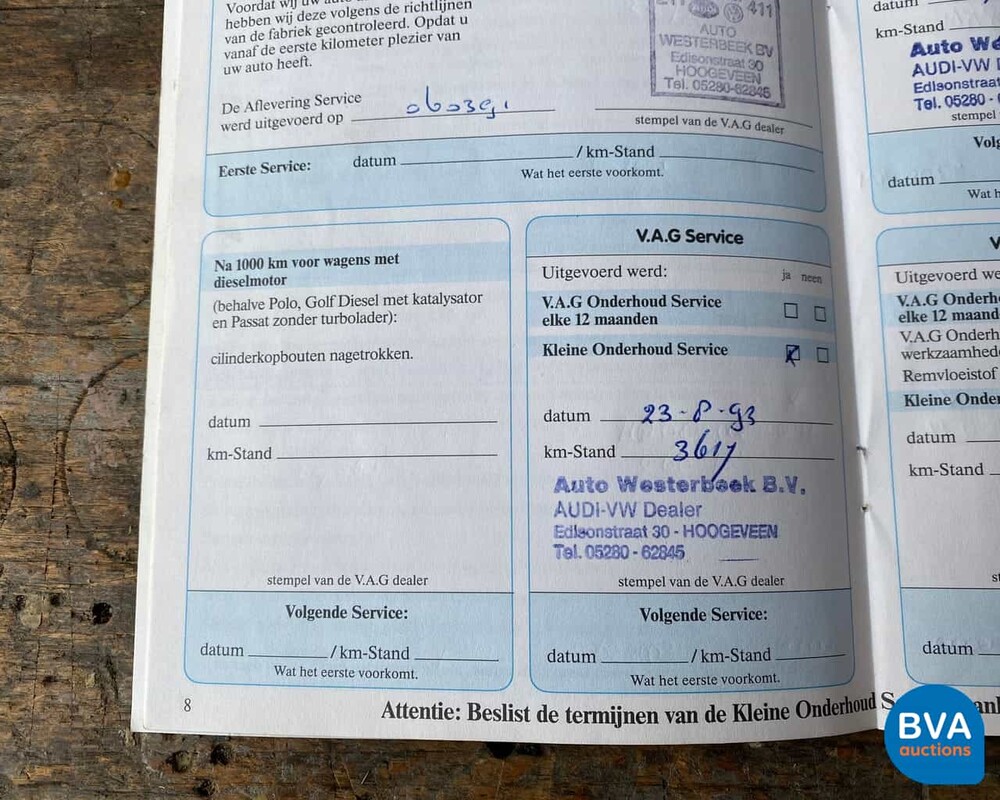 Voordat wij uw auto
hebben wij deze volgens de richtlijnen
van de fabriek gecontroleerd. Opdat u
vanaf de eerste kilometer plezier van
uw auto heeft.
411
AUTO
WESTERBEEK BV
Edisonstraat 30
HOOGEVEEN
Tel. 05280-62845
De Aflevering Service
werd uitgevoerd op
stempel van de V.A.G dealer
Eerste Service: datum / km-Stand
Wat het eerste voorkomt.
Na 1000 km voor wagens met
dieselmotor
(behalve Polo, Golf Diesel met katalysator
en Passat zonder turbolader):
cilinderkopbouten nagetrokken.
datum
km-Stand
stempel van de V.A.G dealer
Volgende Service:
datum / km-Stand
Wat het eerste voorkomt.
V.A.G Service
Uitgevoerd werd: ja neen
V.A.G Onderhoud Service
elke 12 maanden
Kleine Onderhoud Service
datum 23-8-93
km-Stand 3617
Auto Westerbeek B.V.
AUDI-VW Dealer
Edisonstraat 30 - HOOGEVEEN
Tel. 05280 - 62845
stempel van de V.A.G dealer
Volgende Service:
datum / km-Stand
Wat het eerste voorkomt.
8
Attentie: Beslist de termijnen van de Kleine Onderhoud
datum
km-Stand
Auto
AUDI-VW
Edisonstraat
Tel. 05280 -
stempel
datum
Wat
Uitgevoerd
V.A.G
elke 12
V.A.G
Remvloeistof
Kleine
datum
km-Stand
datum
BVA
auctions